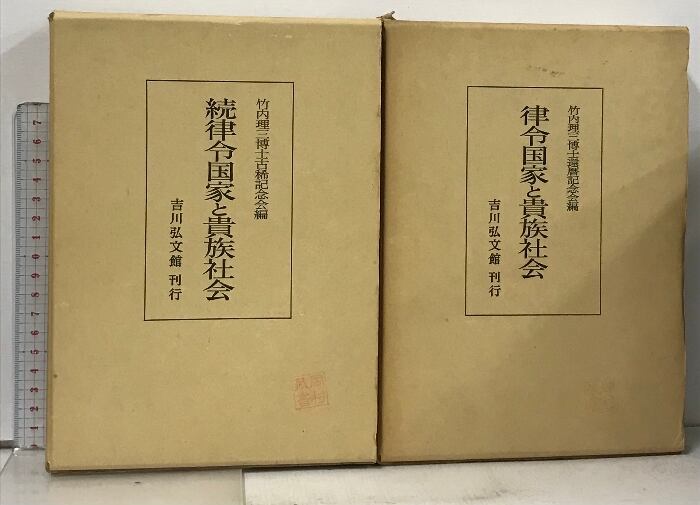 竹内理三博士還暦記念会編
律令国家と貴族社会
吉川弘文館 刊行
竹内理三博士古稀記念会編
続律令国家と貴族社会
吉川弘文館 刊行